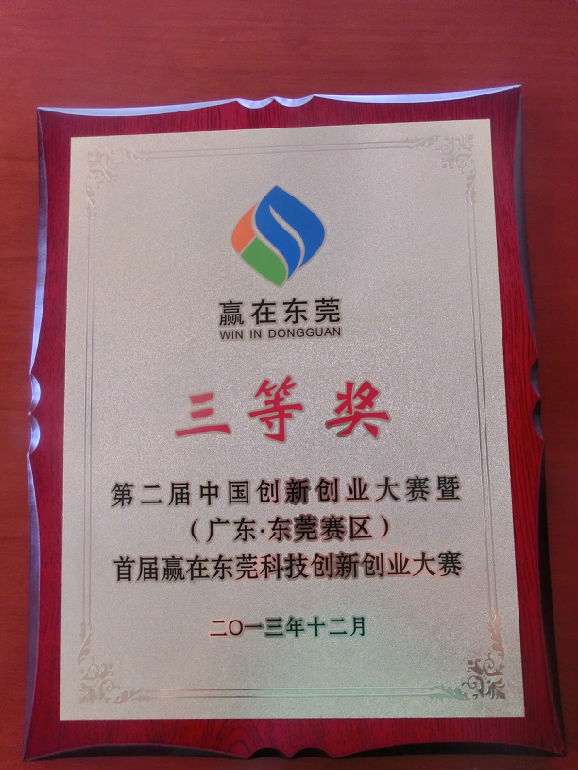 赢在东莞
WIN IN DONGGUAN
三等奖
第二届中国创新创业大赛暨
（广东·东莞赛区）
首届赢在东莞科技创新创业大赛
二〇一三年十二月